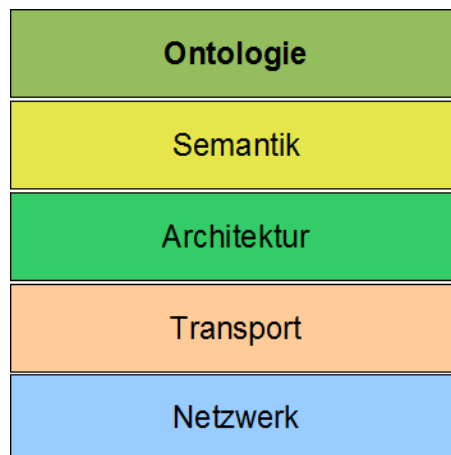 Ontologie
Semantik
Architektur
Transport
Netzwerk